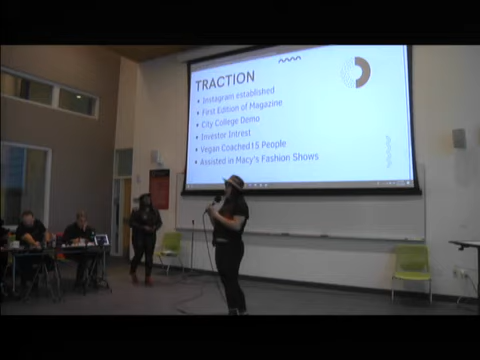 TRACTION
• Instagram established
• First Edition of Magazine
• City College Demo
• Investor Intrest
• Vegan Coached 15 People
• Assisted in Macy's Fashion Shows